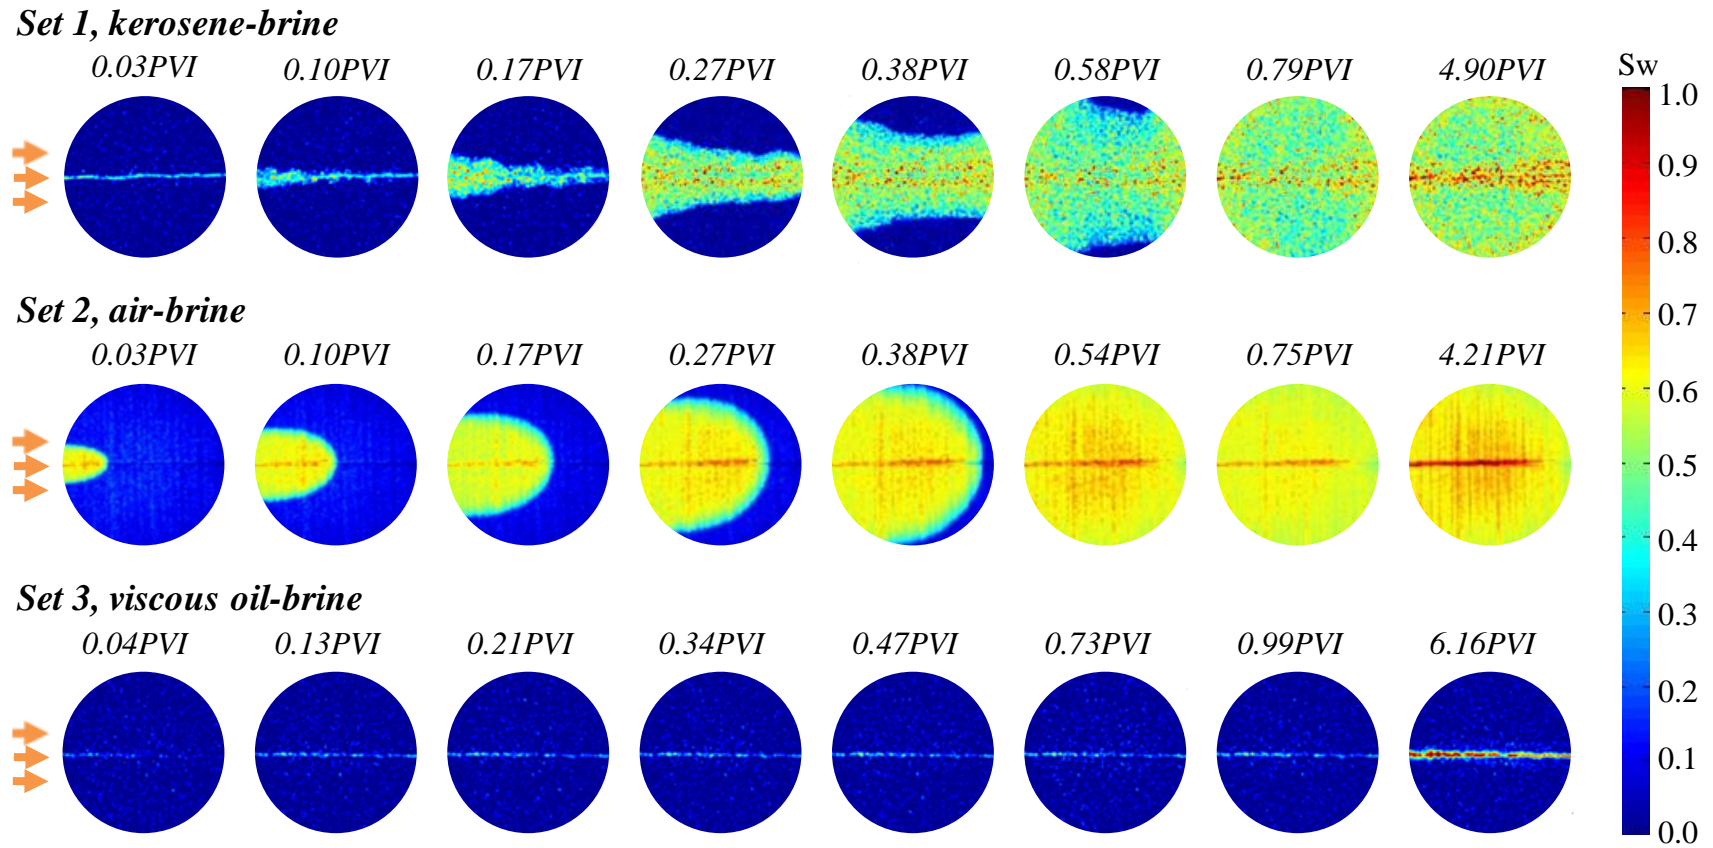 Set 1, kerosene-brine
0.03PVI 0.10PVI 0.17PVI 0.27PVI 0.38PVI 0.58PVI 0.79PVI 4.90PVI
Sw
1.0
0.9
0.8
Set 2, air-brine
0.7
0.03PVI 0.10PVI 0.17PVI 0.27PVI 0.38PVI 0.54PVI 0.75PVI 4.21PVI
0.6
0.5
0.4
Set 3, viscous oil-brine
0.3
0.04PVI 0.13PVI 0.21PVI 0.34PVI 0.47PVI 0.73PVI 0.99PVI 6.16PVI
0.2
0.1
0.0